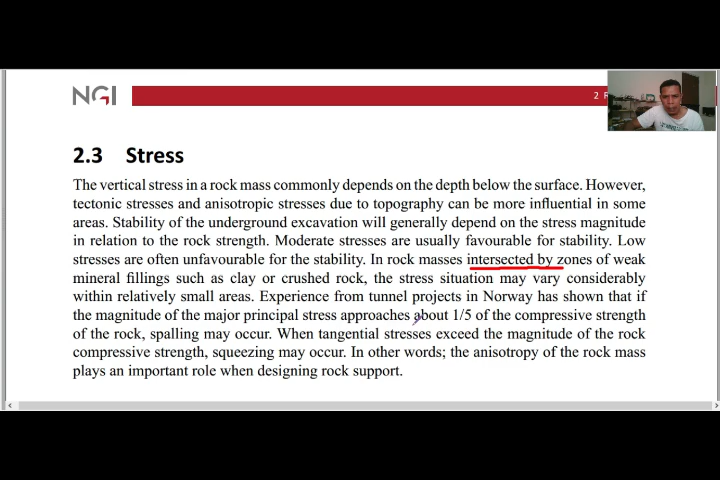 NGI
2 R
2.3 Stress
The vertical stress in a rock mass commonly depends on the depth below the surface. However,
tectonic stresses and anisotropic stresses due to topography can be more influential in some
areas. Stability of the underground excavation will generally depend on the stress magnitude
in relation to the rock strength. Moderate stresses are usually favourable for stability. Low
stresses are often unfavourable for the stability. In rock masses intersected by zones of weak
mineral fillings such as clay or crushed rock, the stress situation may vary considerably
within relatively small areas. Experience from tunnel projects in Norway has shown that if
the magnitude of the major principal stress approaches about 1/5 of the compressive strength
of the rock, spalling may occur. When tangential stresses exceed the magnitude of the rock
compressive strength, squeezing may occur. In other words; the anisotropy of the rock mass
plays an important role when designing rock support.